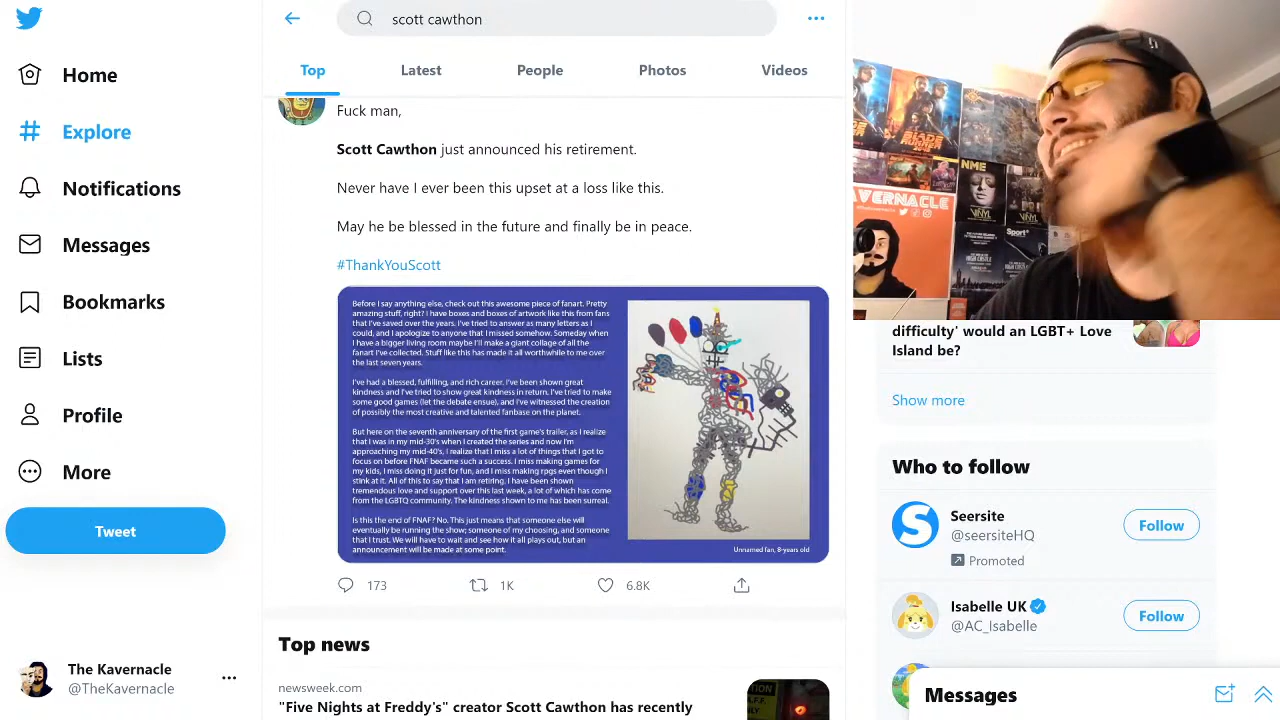 scott cawthon
Top
Latest
People
Photos
Videos
Home
Explore
Notifications
Messages
Bookmarks
Lists
Profile
More
Tweet
The Kavernacle
@TheKavernacle
Fuck man,
Scott Cawthon just announced his retirement.
Never have I ever been this upset at a loss like this.
May he be blessed in the future and finally be in peace.
#ThankYouScott
Before I say anything else, check out this awesome piece of fanart. Pretty
amazing stuff, right? I have boxes and boxes of artwork like this from fans
that I've saved over the years. I've tried to answer as many letters as I
could, and I apologize to anyone that I missed somehow. Someday when
I have a bigger living room maybe I'll make a giant collage of all the
fanart I've collected. Stuff like this has made it all worthwhile to me over
the last seven years.
I've had a blessed, fulfilling, and rich career. I've been shown great
kindness and I've tried to show great kindness in return. I've tried to make
some good games (let the debate ensue), and I've witnessed the creation
of possibly the most creative and talented fanbase on the planet.
But here on the seventh anniversary of the first game's trailer, as I realize
that I was in my mid-30's when I created the series and now I'm
approaching my mid-40's, I realize that I miss a lot of things that I got to
focus on before FNAF became such a success. I miss making games for
my kids, I miss doing it just for fun, and I miss making rpgs even though I
stink at it. All of this to say that I am retiring. I have been shown
tremendous love and support over this last week, a lot of which has come
from the LGBTQ community. The kindness shown to me has been surreal.
Is this the end of FNAF? No. This just means that someone else will
eventually be running the show; someone of my choosing, and someone
that I trust. We will have to wait and see how it all plays out, but an
announcement will be made at some point.
Unnamed fan, 8-years old
173
1K
6.8K
Top news
newsweek.com
"Five Nights at Freddy's" creator Scott Cawthon has recently
BLADE
RUNNER
NME
VINYL
VINYL
Sport
AVERNACLE
difficulty' would an LGBT+ Love
Island be?
Show more
Who to follow
Seersite
@seersiteHQ
Promoted
Follow
Isabelle UK
@AC_Isabelle
Follow
Messages